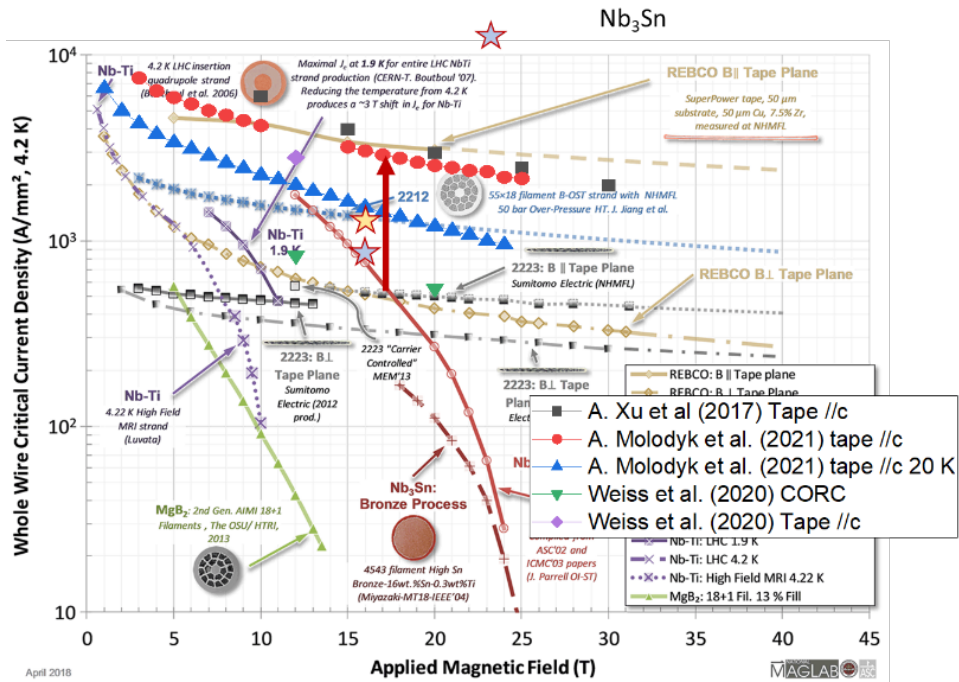 Nb₃Sn
10⁴
10³
10²
10
Whole Wire Critical Current Density (A/mm², 4.2 K)
Nb-Ti
4.2 K LHC insertion
quadrupole strand
et al. 2006)
Maximal Jc at 1.9 K for entire LHC NbTi
strand production (CERN-T. Boutboul '07).
Reducing the temperature from 4.2 K
produces a ~3 T shift in Jc for Nb-Ti
REBCO B∥ Tape Plane
SuperPower tape, 50 µm
substrate, 50 µm Cu, 7.5% Zr,
measured at NHMFL
2212
55×18 filament B-OST strand with NHMFL
50 bar Over-Pressure HT. J. Jiang et al.
Nb-Ti
1.9 K
2223: B ∥ Tape Plane
Sumitomo Electric (NHMFL)
REBCO B⊥ Tape Plane
2223: B⊥
Tape Plane
Sumitomo
Electric (2012
prod.)
2223 "Carrier
Controlled"
MEM'13
2223: B⊥ Tape
Nb-Ti
4.22 K High Field
MRI strand
(Luvata)
MgB₂: 2nd Gen. AIMI 18+1
Filaments , The OSU/ HTRI,
2013
Nb₃Sn:
Bronze Process
4543 filament High Sn
Bronze-16wt.%Sn-0.3wt%Ti
(Miyazaki-MT18-IEEE'04)
compiled from
ASC'02 and
ICMC'03 papers
(J. Parrell OI-ST)
REBCO: B∥ Tape plane
REBCO: B⊥ Tape plane
A. Xu et al (2017) Tape //c
A. Molodyk et al. (2021) tape //c
A. Molodyk et al. (2021) tape //c 20 K
Weiss et al. (2020) CORC
Weiss et al. (2020) Tape //c
Nb-Ti: LHC 1.9 K
Nb-Ti: LHC 4.2 K
Nb-Ti: High Field MRI 4.22 K
MgB₂: 18+1 Fil. 13 % Fill
0 5 10 15 20 25 30 35 40 45
Applied Magnetic Field (T)
April 2018
NATIONAL
MAGLAB